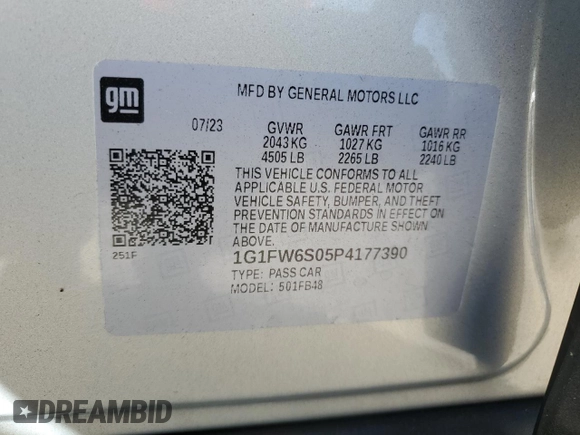 gm
MFD BY GENERAL MOTORS LLC
07/23 GVWR GAWR FRT GAWR RR
2043 KG 1027 KG 1016 KG
4505 LB 2265 LB 2240 LB
THIS VEHICLE CONFORMS TO ALL
APPLICABLE U.S. FEDERAL MOTOR
VEHICLE SAFETY, BUMPER, AND THEFT
PREVENTION STANDARDS IN EFFECT ON
THE DATE OF MANUFACTURE SHOWN
ABOVE.
251F
1G1FW6S05P4177390
TYPE: PASS CAR
MODEL: 501FB48
DREAMBID